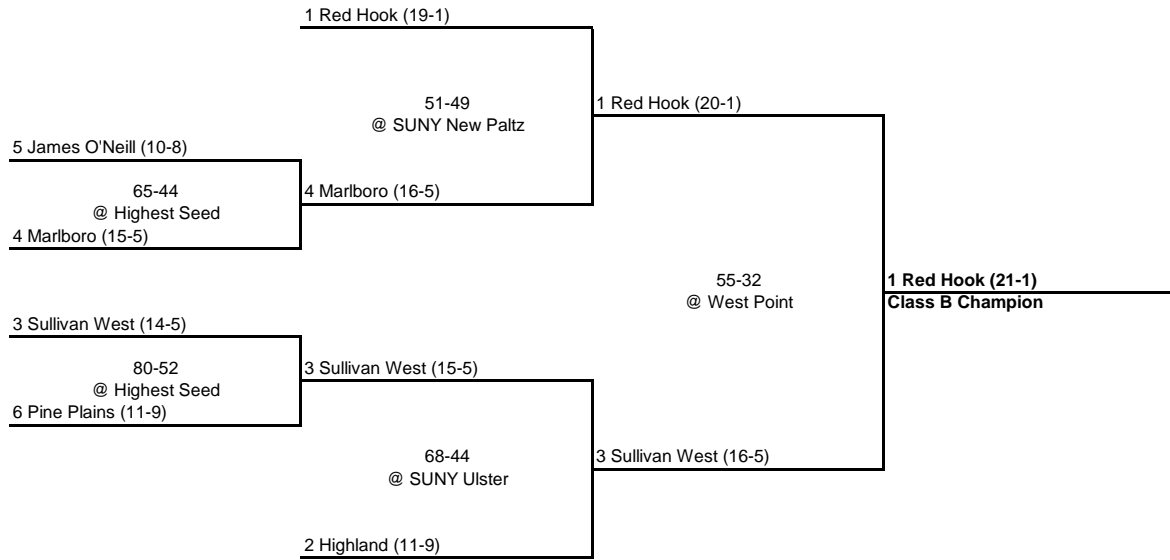 1 Red Hook (19-1)
51-49
@ SUNY New Paltz
1 Red Hook (20-1)
5 James O'Neill (10-8)
65-44
@ Highest Seed
4 Marlboro (16-5)
4 Marlboro (15-5)
55-32
@ West Point
1 Red Hook (21-1)
Class B Champion
3 Sullivan West (14-5)
80-52
@ Highest Seed
3 Sullivan West (15-5)
6 Pine Plains (11-9)
68-44
@ SUNY Ulster
3 Sullivan West (16-5)
2 Highland (11-9)